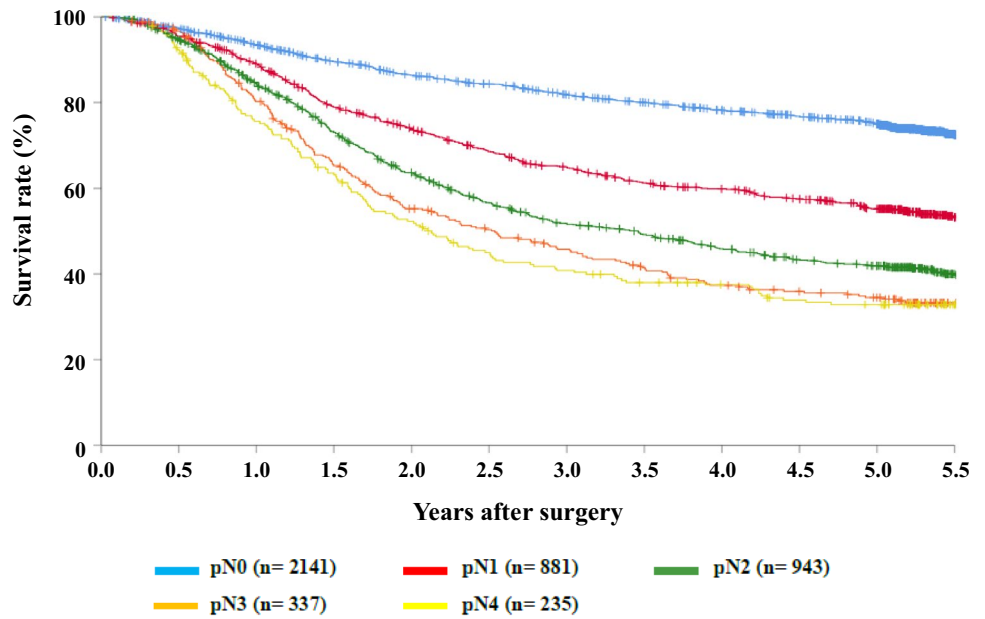 Survival rate (%)
100
80
60
40
20
0
0.0 0.5 1.0 1.5 2.0 2.5 3.0 3.5 4.0 4.5 5.0 5.5
Years after surgery
pN0 (n= 2141) pN1 (n= 881) pN2 (n= 943)
pN3 (n= 337) pN4 (n= 235)